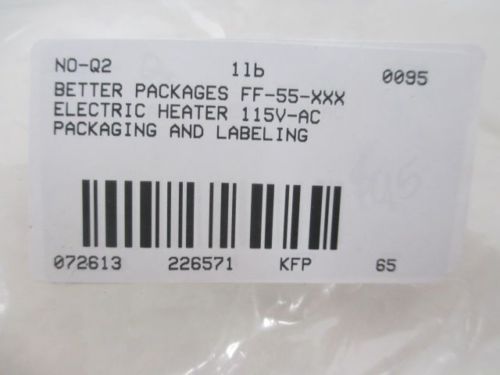 NO-Q2 1lb 0095
BETTER PACKAGES FF-55-XXX
ELECTRIC HEATER 115V-AC
PACKAGING AND LABELING
072613 226571 KFP 65